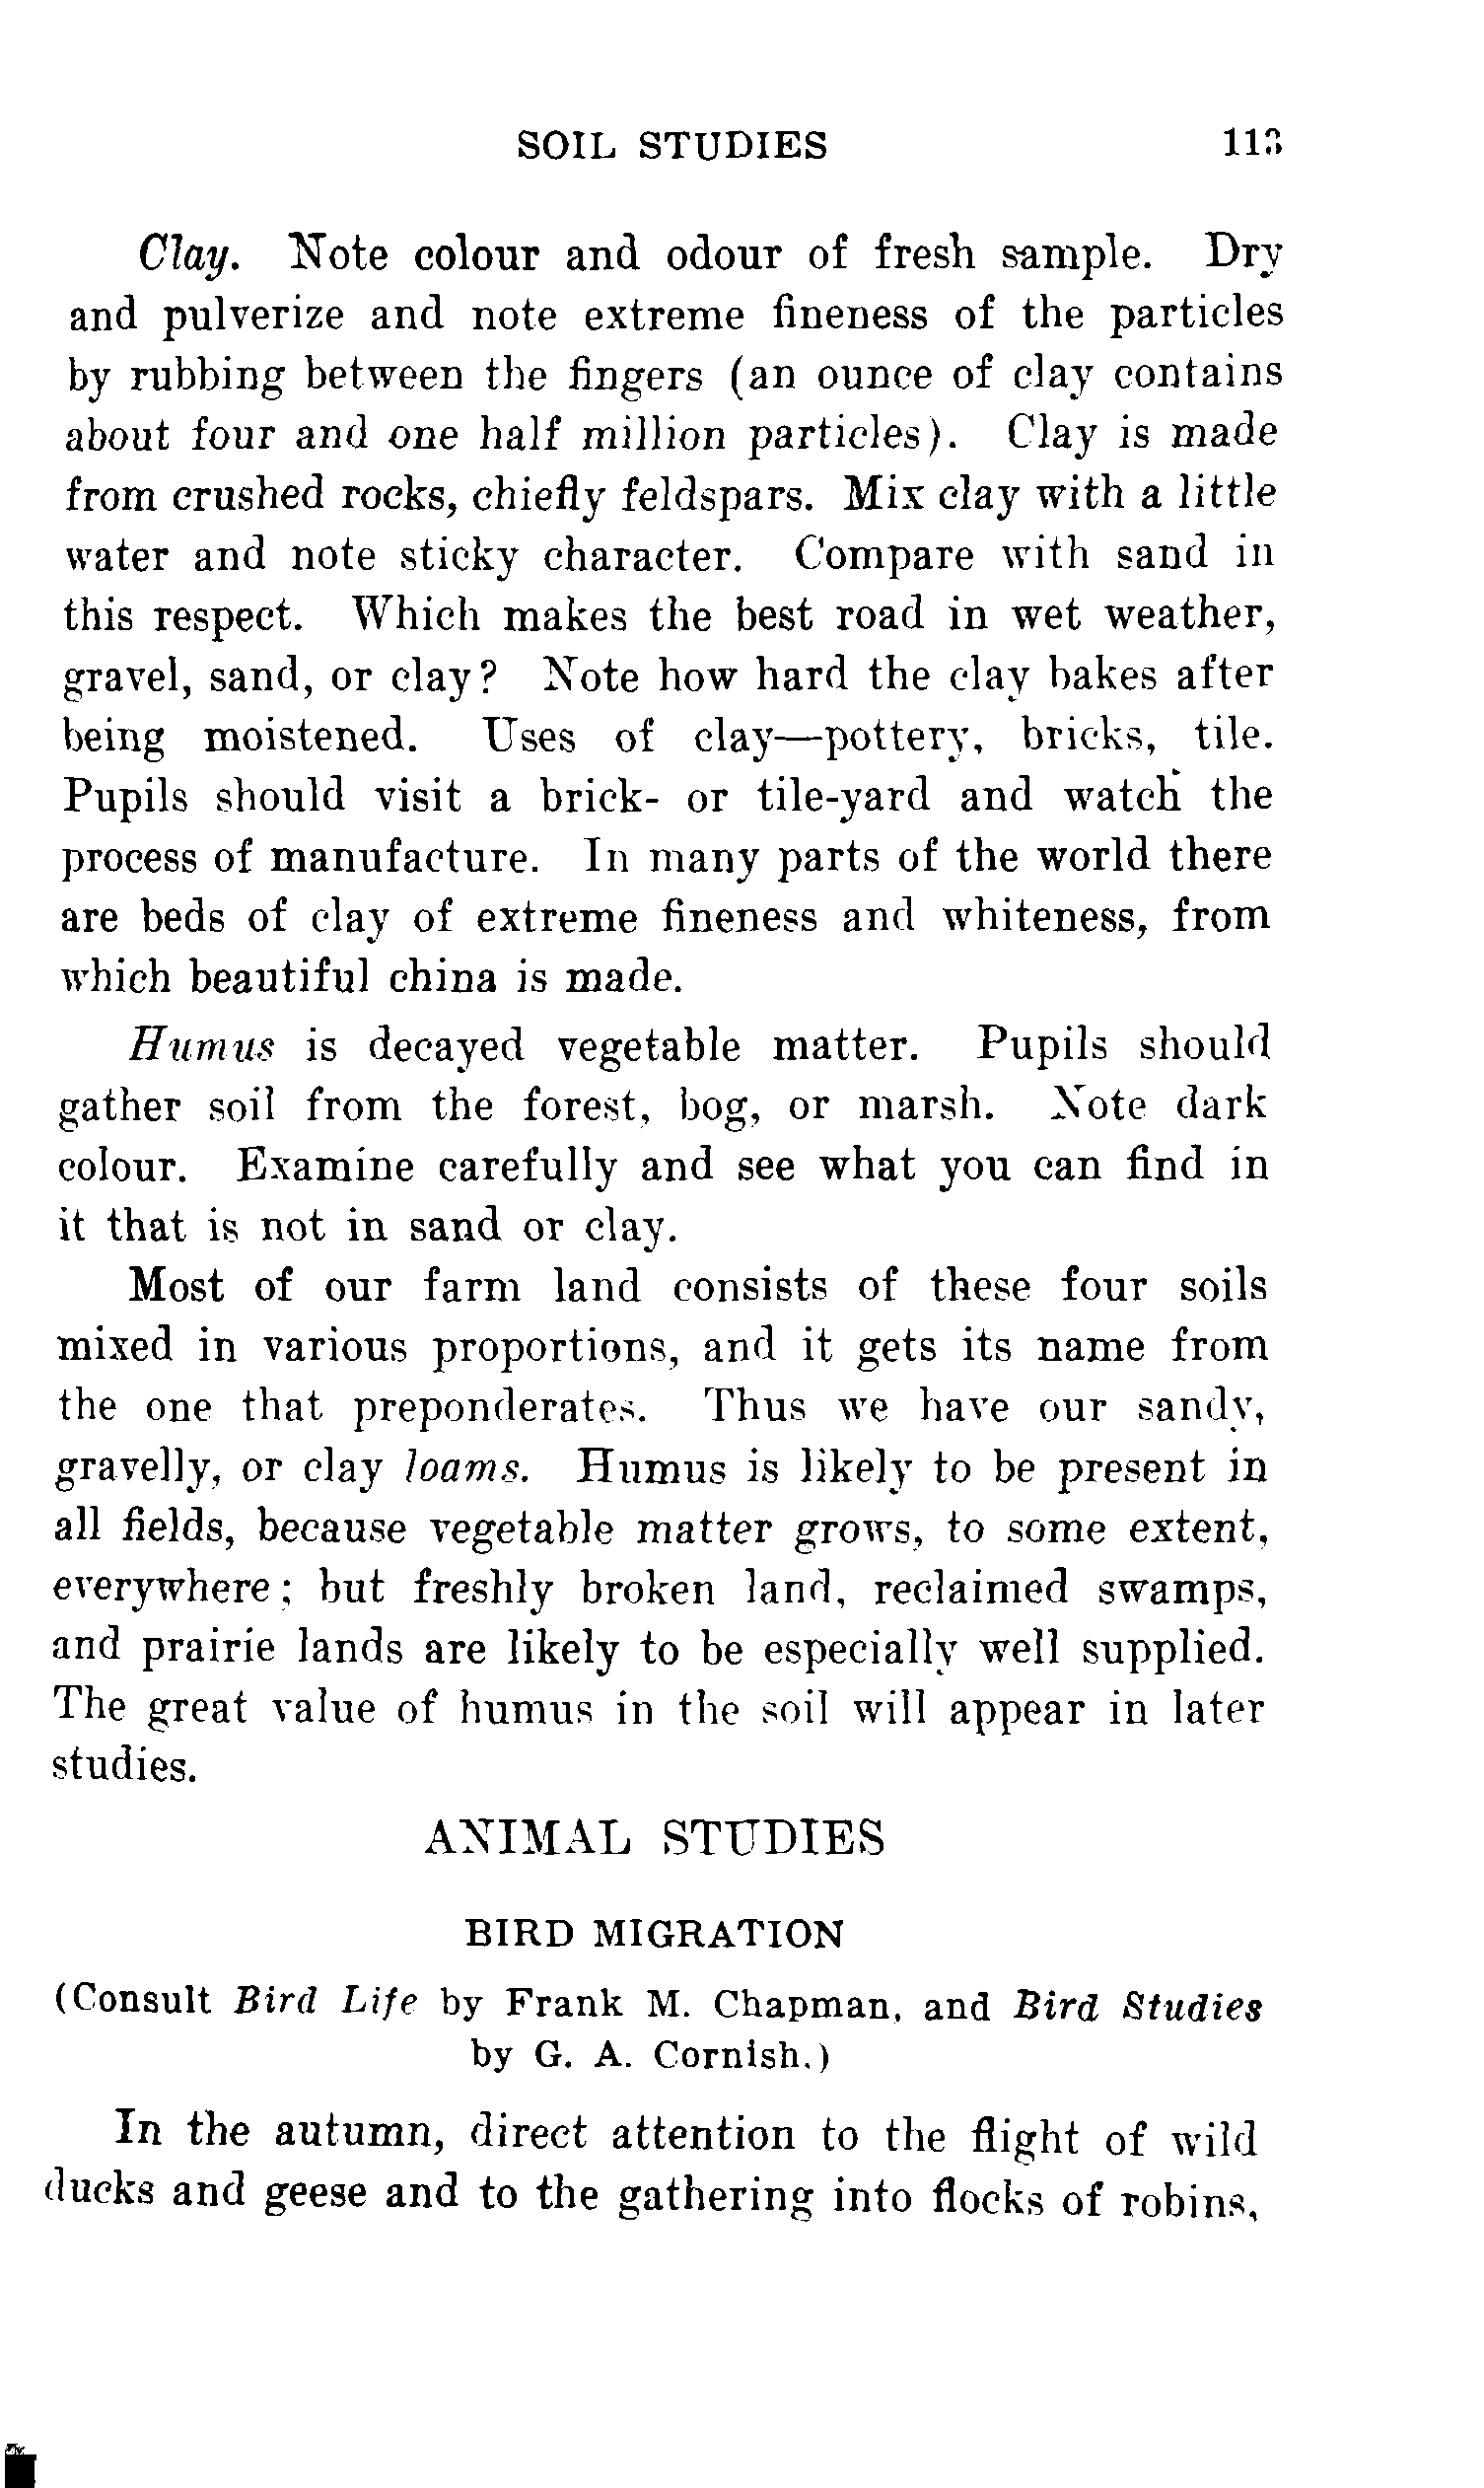 SOIL STUDIES 113
Clay. Note colour and odour of fresh sample. Dry
and pulverize and note extreme fineness of the particles
by rubbing between the fingers (an ounce of clay contains
about four and one half million particles). Clay is made
from crushed rocks, chiefly feldspars. Mix clay with a little
water and note sticky character. Compare with sand in
this respect. Which makes the best road in wet weather,
gravel, sand, or clay? Note how hard the clay bakes after
being moistened. Uses of clay—pottery, bricks, tile.
Pupils should visit a brick- or tile-yard and watch the
process of manufacture. In many parts of the world there
are beds of clay of extreme fineness and whiteness, from
which beautiful china is made.
Humus is decayed vegetable matter. Pupils should
gather soil from the forest, bog, or marsh. Note dark
colour. Examine carefully and see what you can find in
it that is not in sand or clay.
Most of our farm land consists of these four soils
mixed in various proportions, and it gets its name from
the one that preponderates. Thus we have our sandy,
gravelly, or clay loams. Humus is likely to be present in
all fields, because vegetable matter grows, to some extent,
everywhere; but freshly broken land, reclaimed swamps,
and prairie lands are likely to be especially well supplied.
The great value of humus in the soil will appear in later
studies.
ANIMAL STUDIES
BIRD MIGRATION
(Consult Bird Life by Frank M. Chapman, and Bird Studies
by G. A. Cornish.)
In the autumn, direct attention to the flight of wild
ducks and geese and to the gathering into flocks of robins,